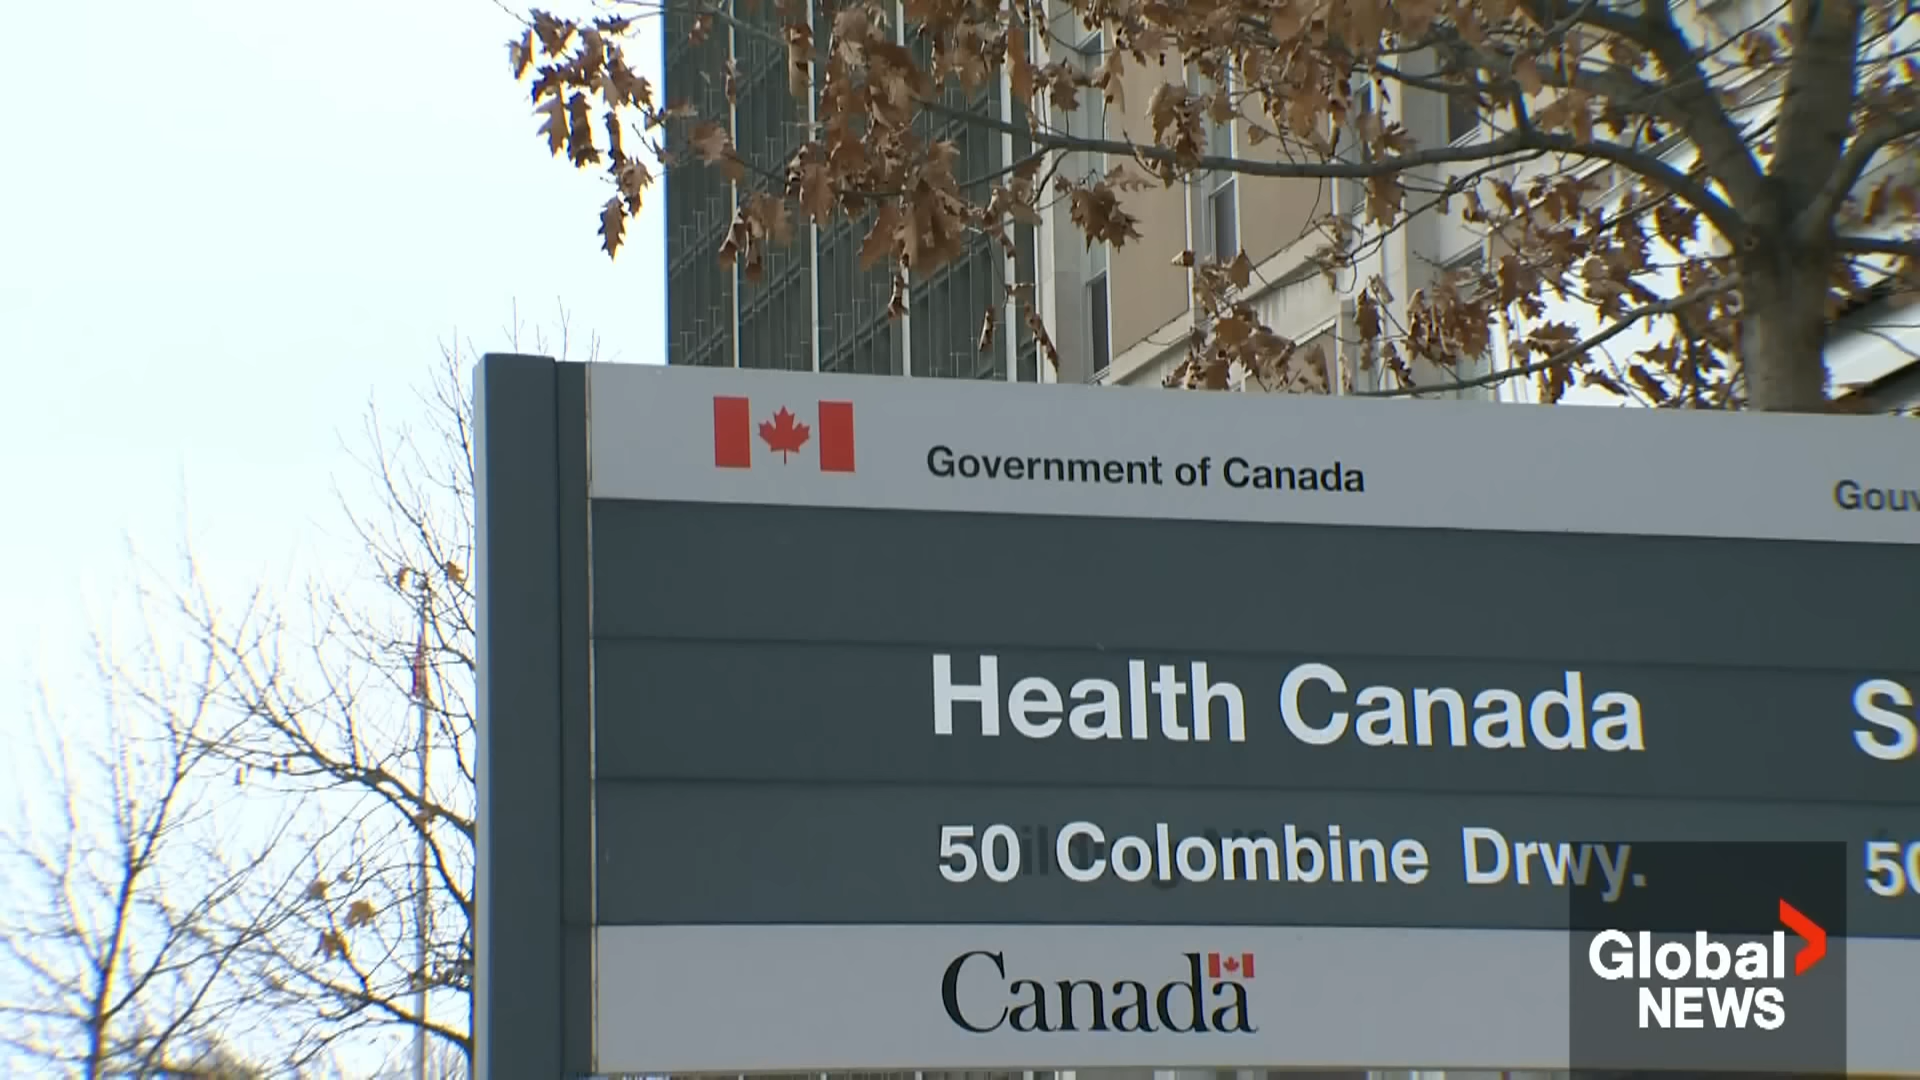 Government of Canada
Gouv
Health Canada
S
50 Colombine Drwy.
50
Canada
Global
NEWS